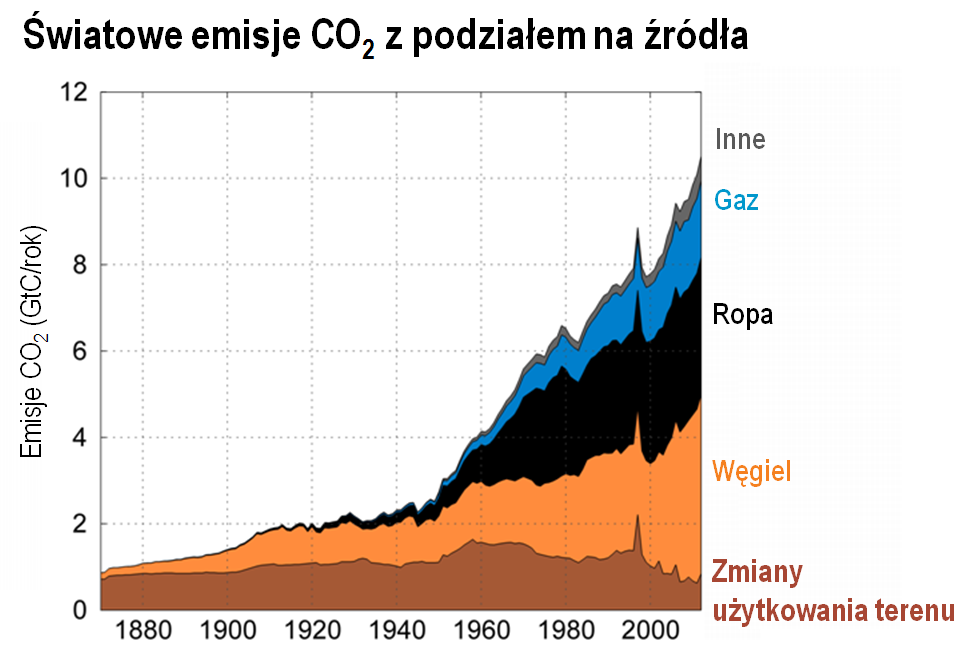 Światowe emisje CO₂ z podziałem na źródła
12
10
8
6
4
2
0
Emisje CO₂ (GtC/rok)
1880 1900 1920 1940 1960 1980 2000
Inne
Gaz
Ropa
Węgiel
Zmiany
użytkowania terenu